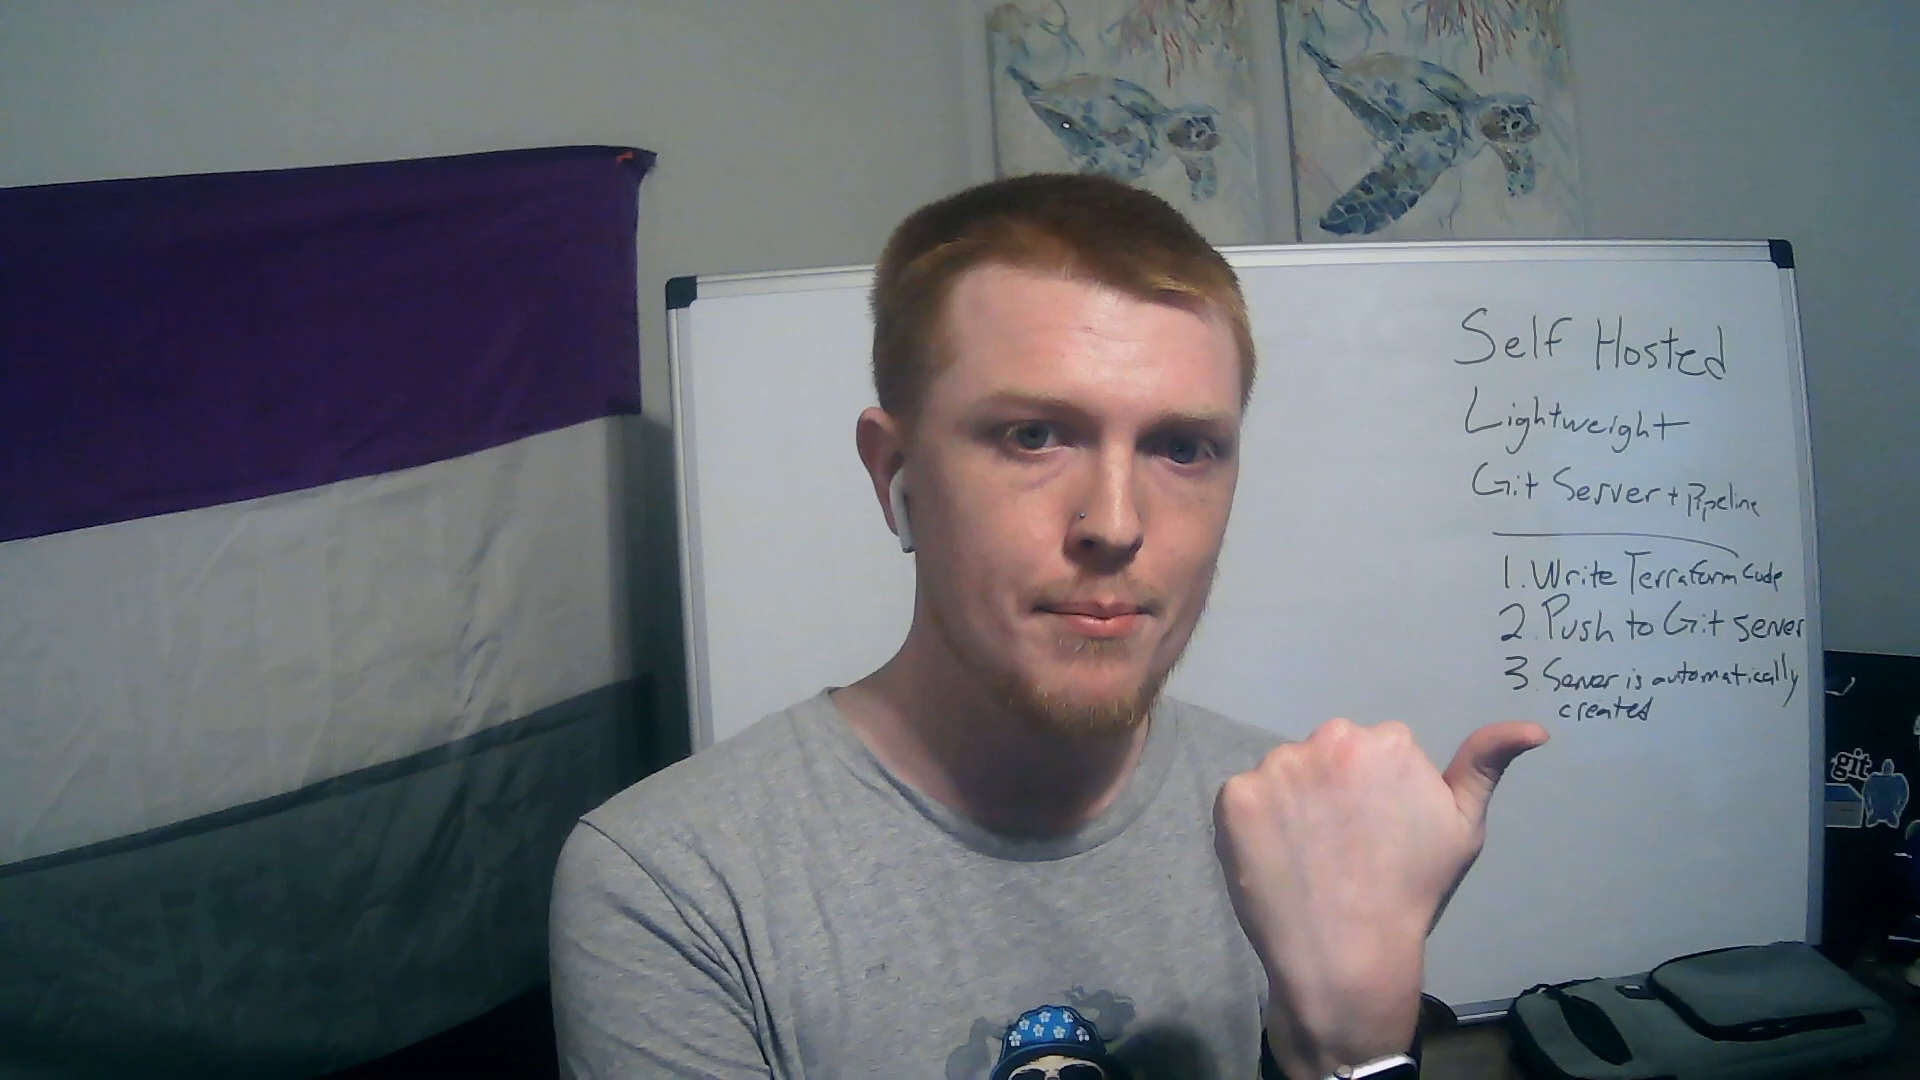 Self Hosted
Lightweight
Git Server + Pipeline
1. Write Terraform Code
2. Push to Git server
3. Server is automatically
created
git